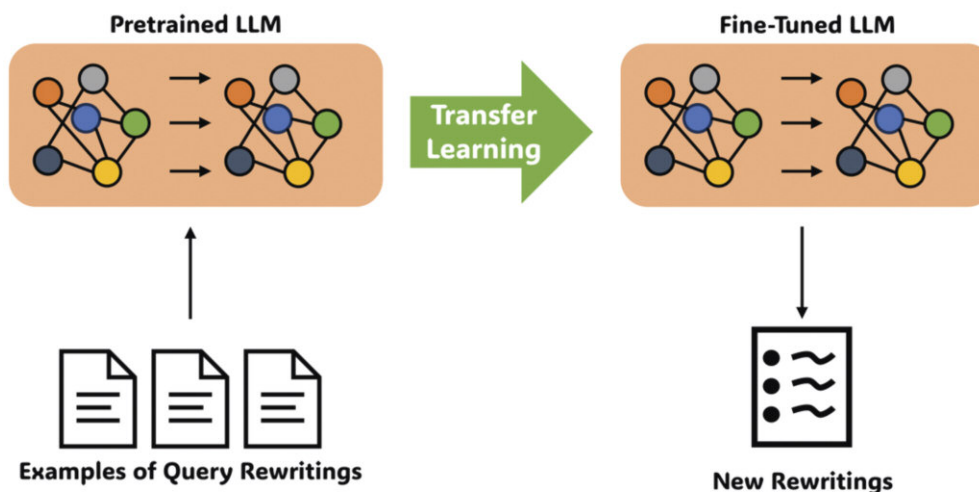 Pretrained LLM
Fine-Tuned LLM
Transfer
Learning
Examples of Query Rewritings
New Rewritings